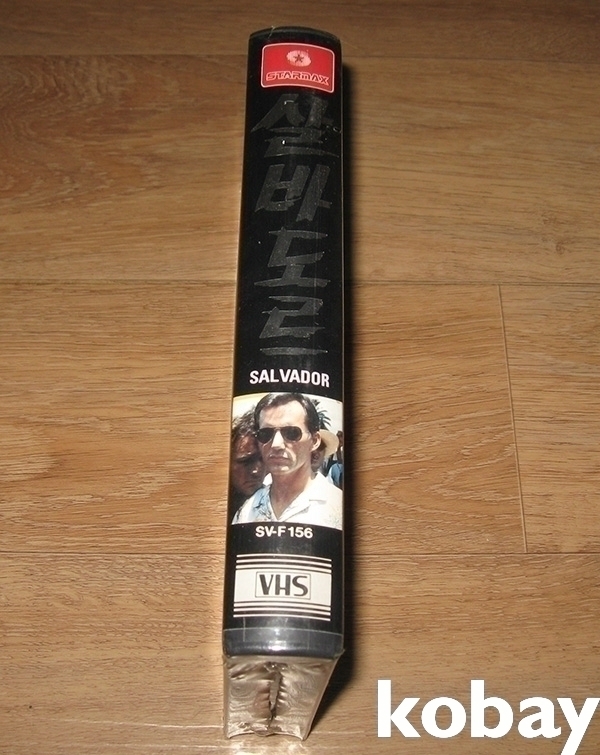 STARMAX
살바도르
SALVADOR
SV-F156
VHS
kobay